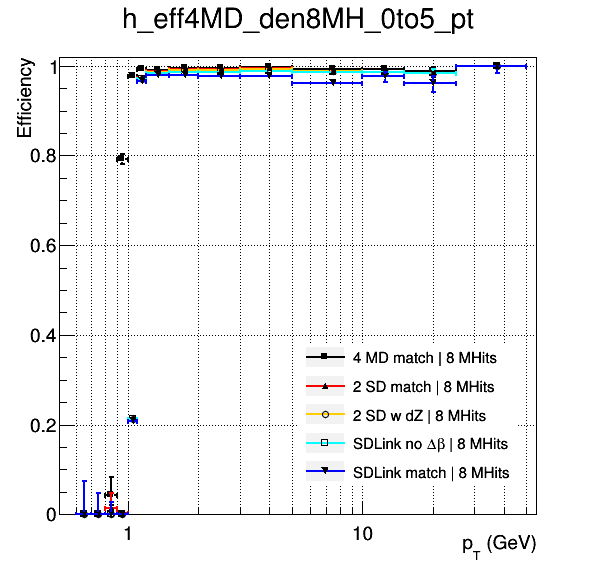 h_eff4MD_den8MH_0to5_pt
Efficiency
1
0.8
0.6
0.4
0.2
0
4 MD match | 8 MHits
2 SD match | 8 MHits
2 SD w dZ | 8 MHits
SDLink no Δβ | 8 MHits
SDLink match | 8 MHits
1
10
p_T (GeV)